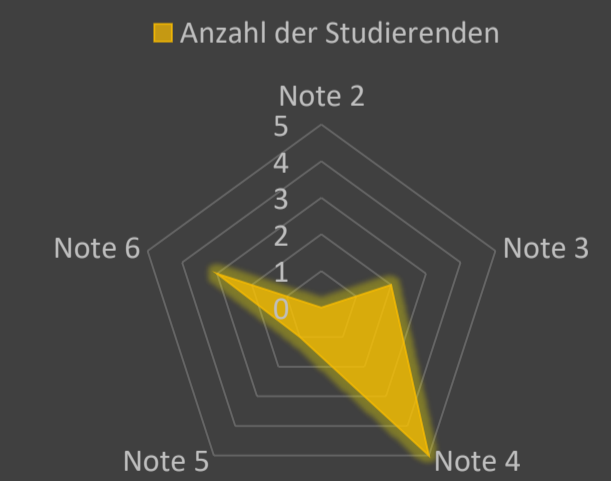 Anzahl der Studierenden
Note 2
5
4
3
2
1
0
Note 3
Note 4
Note 5
Note 6